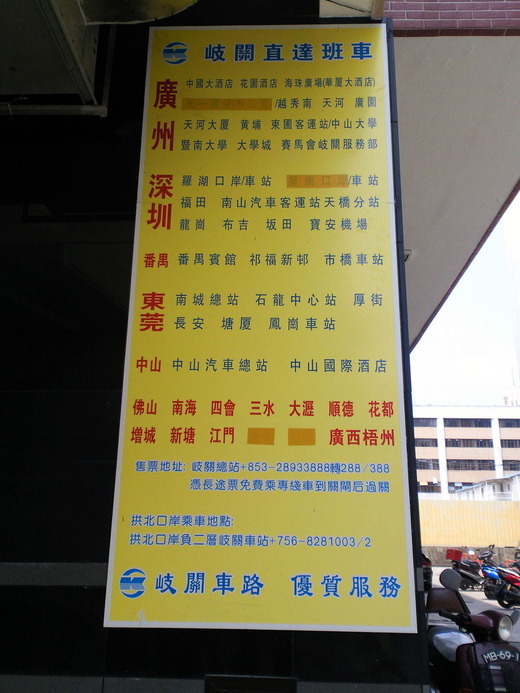 岐關直達班車
廣州
中國大酒店 花園酒店 海珠廣場(華厦大酒店)
/越秀南 天河 廣園
天河大厦 黄埔 東圃客運站/中山大學
暨南大學 大學城 賽馬會岐關服務部
深圳
羅湖口岸/車站 /車站
福田 南山汽車客運站天橋分站
龍崗 布吉 坂田 寶安機場
番禺 番禺賓館 祁福新邨 市橋車站
東莞
南城總站 石龍中心站 厚街
長安 塘厦 鳳崗車站
中山 中山汽車總站 中山國際酒店
佛山 南海 四會 三水 大瀝 順德 花都
增城 新塘 江門 廣西梧州
售票地址: 岐關總站+853-28933888轉288/388
憑長途票免費乘專綫車到關閘后過關
拱北口岸乘車地點:
拱北口岸負二層岐關車站+756-8281003/2
岐關車路 優質服務
MB-69-1